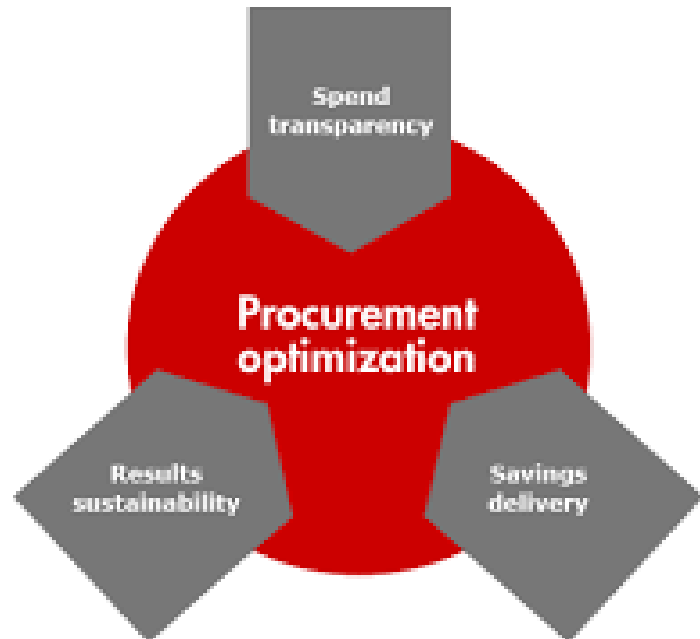 Spend
transparency
Procurement
optimization
Results
sustainability
Savings
delivery